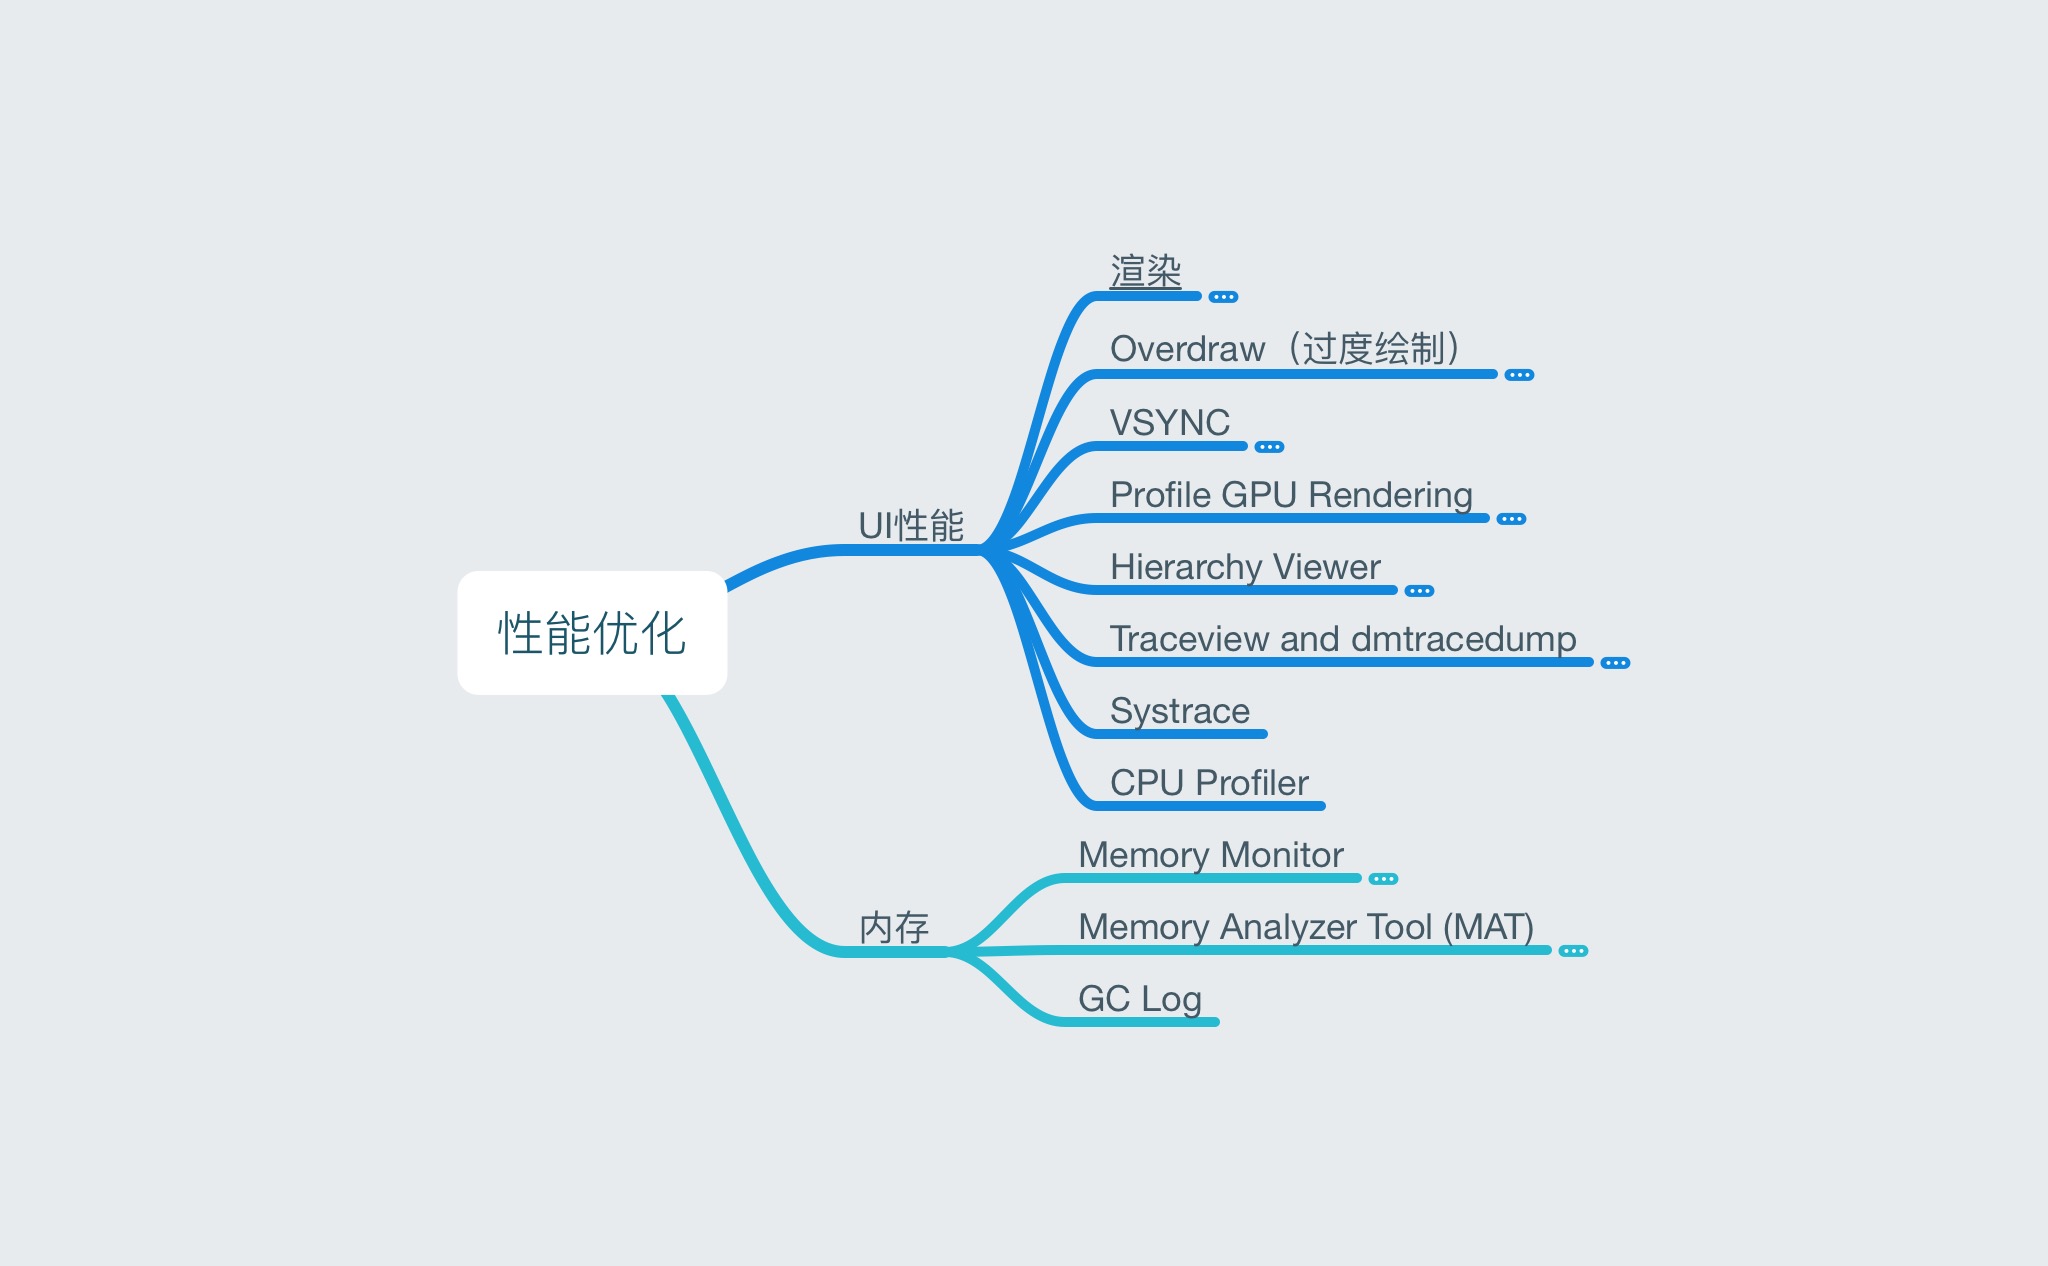 性能优化
UI性能
渲染
Overdraw（过度绘制）
VSYNC
Profile GPU Rendering
Hierarchy Viewer
Traceview and dmtracedump
Systrace
CPU Profiler
内存
Memory Monitor
Memory Analyzer Tool (MAT)
GC Log